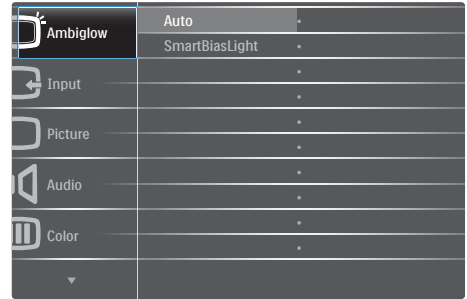 Ambiglow
Auto
SmartBiasLight
Input
Picture
Audio
Color